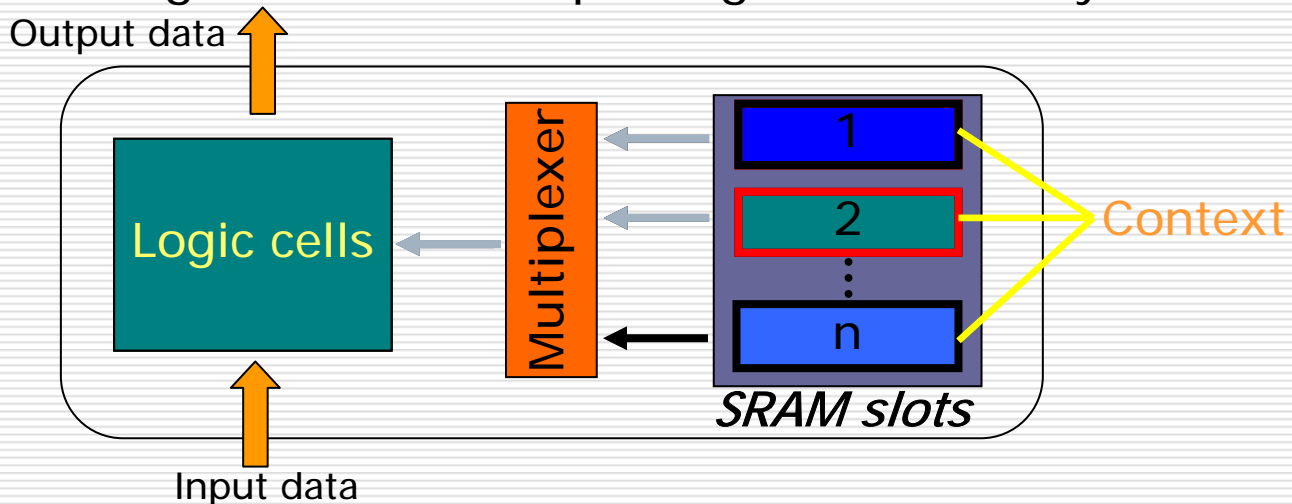 Output data
1
Logic cells
Multiplexer
2
Context
n
SRAM slots
Input data